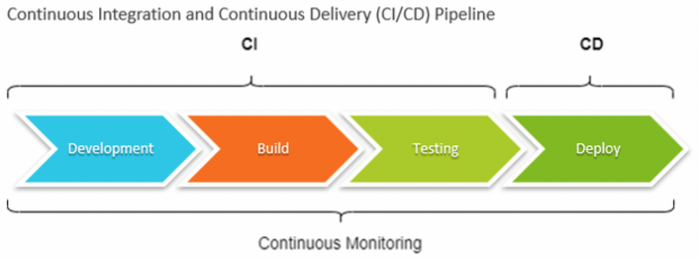 Continuous Integration and Continuous Delivery (CI/CD) Pipeline
CI
CD
Development
Build
Testing
Deploy
Continuous Monitoring